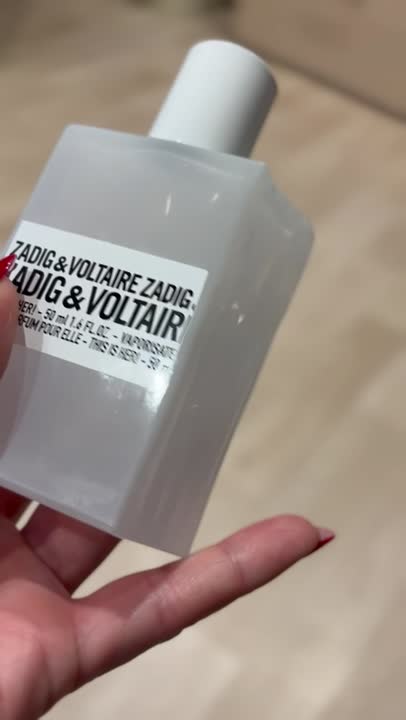 ZADIG & VOLTAIRE ZADIG
ZADIG & VOLTAIR
HER! - 50 ml 1.6 FL.OZ. - VAPORISATE
RFUM POUR ELLE - THIS IS HER! - 50 m